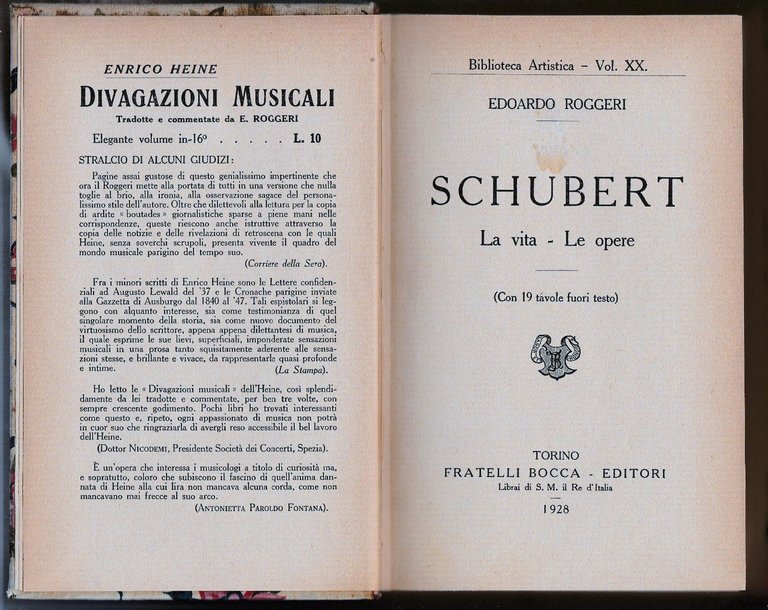 ENRICO HEINE
DIVAGAZIONI MUSICALI
Tradotte e commentate da E. ROGGERI
Elegante volume in-16º . . . . . L. 10
STRALCIO DI ALCUNI GIUDIZI:
Pagine assai gustose di questo genialissimo impertinente che
ora il Roggeri mette alla portata di tutti in una versione che nulla
toglie al brio, alla ironia, alla osservazione sagace del persona-
lissimo stile dell'autore. Oltre che dilettevoli alla lettura per la copia
di ardite « boutades » giornalistiche sparse a piene mani nelle
corrispondenze, queste riescono anche istruttive attraverso la
copia delle notizie e delle rivelazioni di retroscena con le quali
Heine, senza soverchi scrupoli, presenta vivente il quadro del
mondo musicale parigino del tempo suo.
(Corriere della Sera).
Fra i minori scritti di Enrico Heine sono le Lettere confiden-
ziali ad Augusto Lewald del '37 e le Cronache parigine inviate
alla Gazzetta di Ausburgo dal 1840 al '47. Tali epistolari si leg-
gono con alquanto interesse, sia come testimonianza di quel
singolare momento della storia, sia come nuovo documento del
virtuosismo dello scrittore, appena appena dilettantesi di musica,
il quale esprime le sue lievi, superficiali, imponderate sensazioni
musicali in una prosa tanto squisitamente aderente alle sensa-
zioni stesse, e brillante e vivace, da rappresentarle quasi profonde
e intime. (La Stampa).
Ho letto le « Divagazioni musicali » dell'Heine, così splendi-
damente da lei tradotte e commentate, per ben tre volte, con
sempre crescente godimento. Pochi libri ho trovati interessanti
come questo e, ripeto, ogni appassionato di musica non potrà
in cuor suo che ringraziarla di avergli reso accessibile il bel lavoro
dell'Heine.
(Dottor NICODEMI, Presidente Società dei Concerti, Spezia).
È un'opera che interessa i musicologi a titolo di curiosità ma,
e sopratutto, coloro che subiscono il fascino di quell'anima dan-
nata di Heine alla cui lira non mancava alcuna corda, come non
mancavano mai frecce al suo arco.
(ANTONIETTA PAROLDO FONTANA).
Biblioteca Artistica - Vol. XX.
EDOARDO ROGGERI
SCHUBERT
La vita - Le opere
(Con 19 tavole fuori testo)
TORINO
FRATELLI BOCCA - EDITORI
Librai di S. M. il Re d'Italia
1928